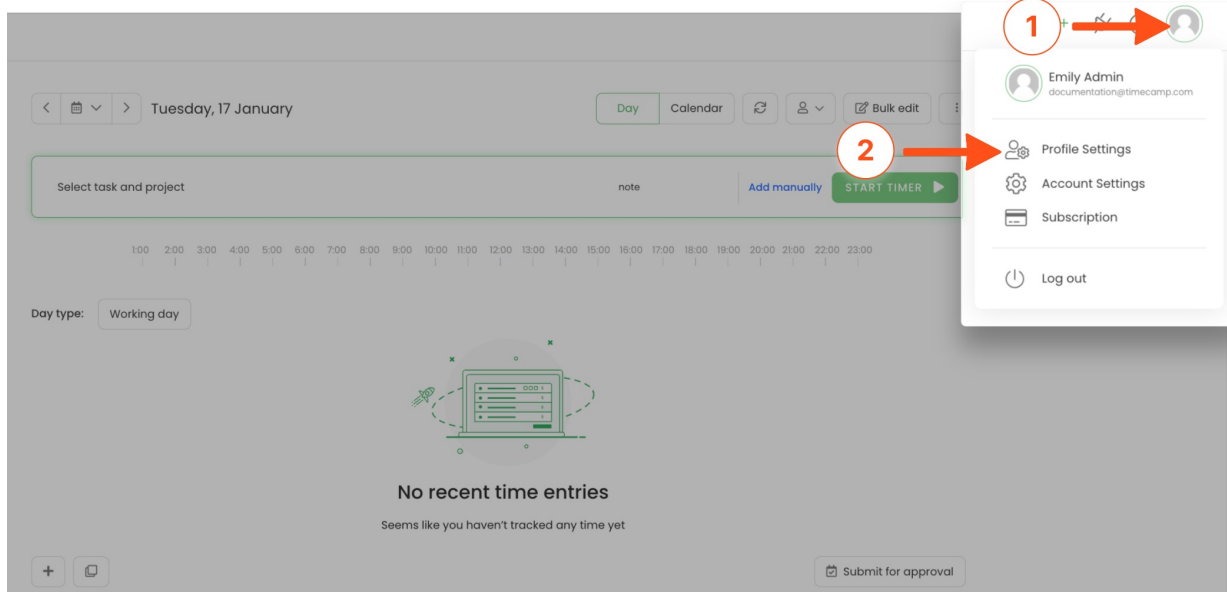 1
Emily Admin
documentation@timecamp.com
Tuesday, 17 January
Day Calendar
Bulk edit
2
Profile Settings
Select task and project
note
Add manually
START TIMER
Account Settings
Subscription
1:00 2:00 3:00 4:00 5:00 6:00 7:00 8:00 9:00 10:00 11:00 12:00 13:00 14:00 15:00 16:00 17:00 18:00 19:00 20:00 21:00 22:00 23:00
Log out
Day type: Working day
No recent time entries
Seems like you haven't tracked any time yet
Submit for approval